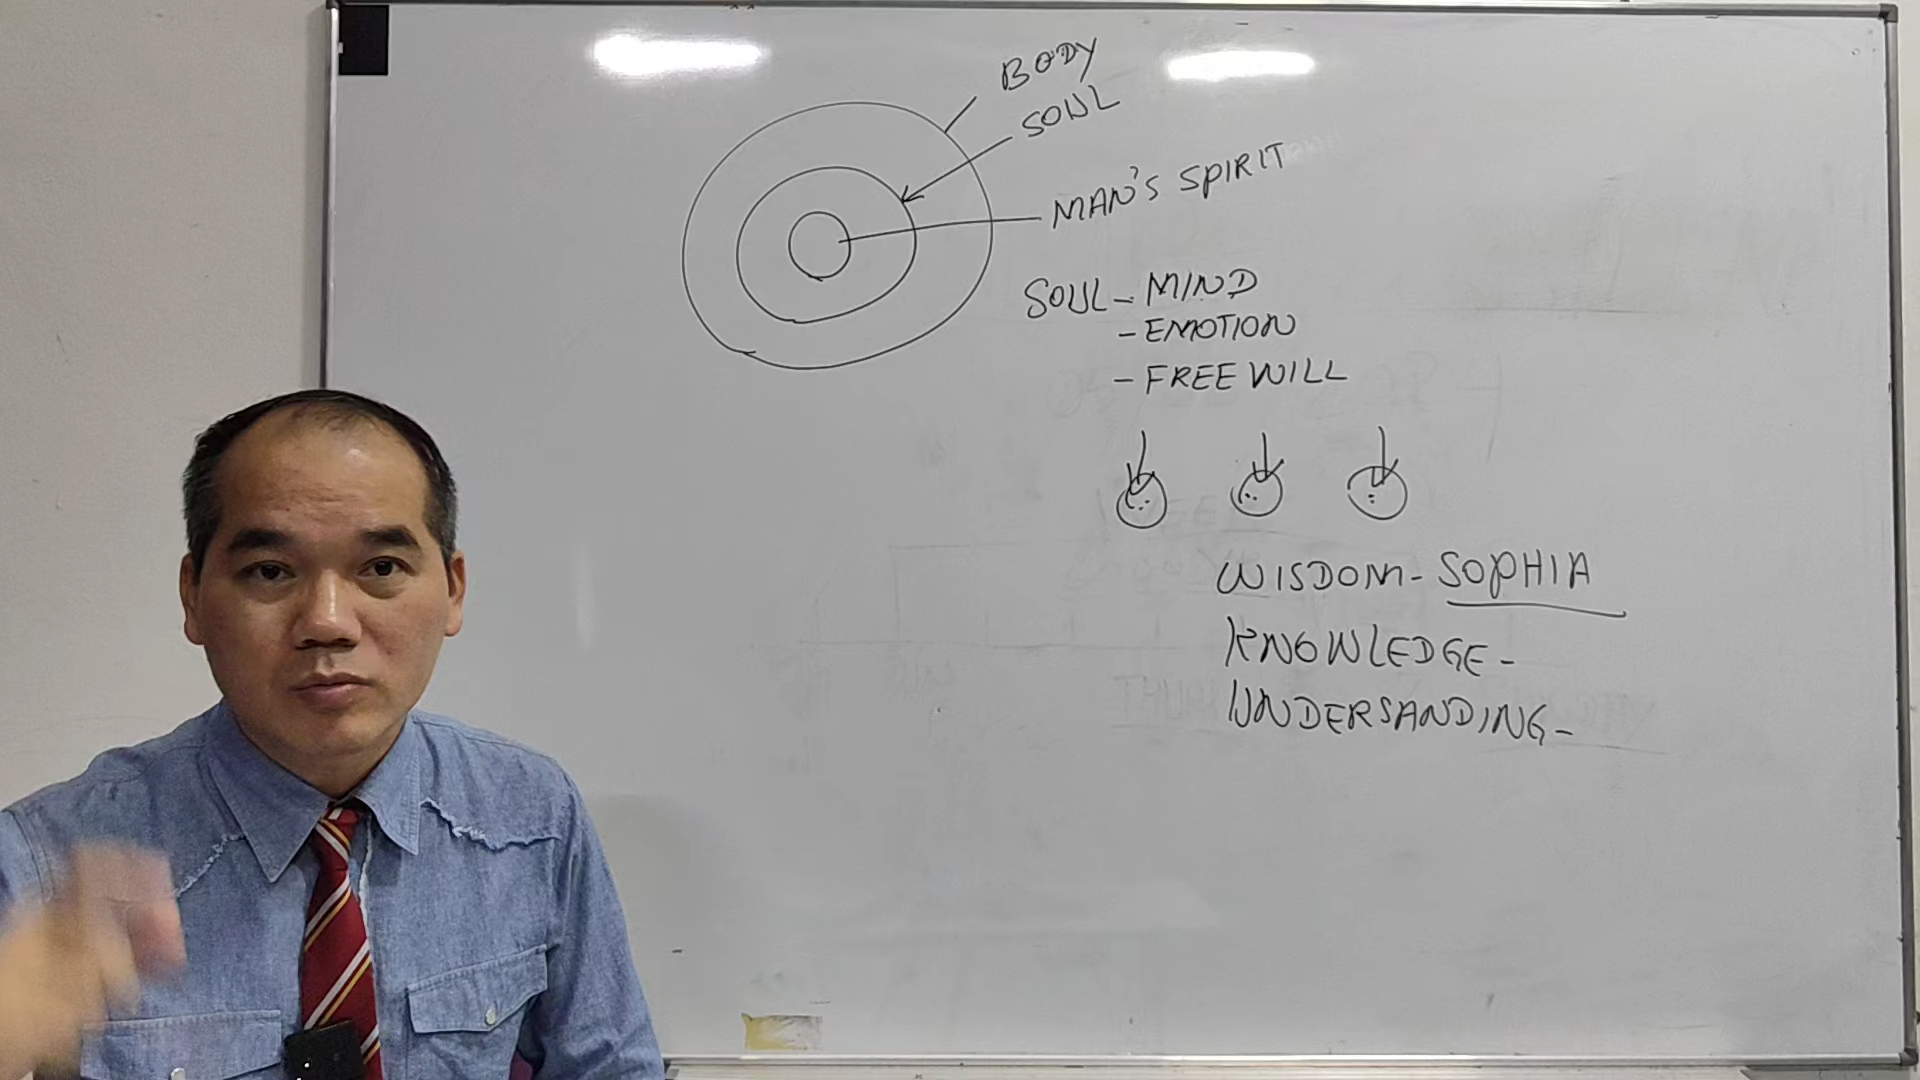 BODY
SOUL
MAN'S SPIRIT
SOUL - MIND
- EMOTION
- FREE WILL
WISDOM - SOPHIA
KNOWLEDGE -
UNDERSANDING -